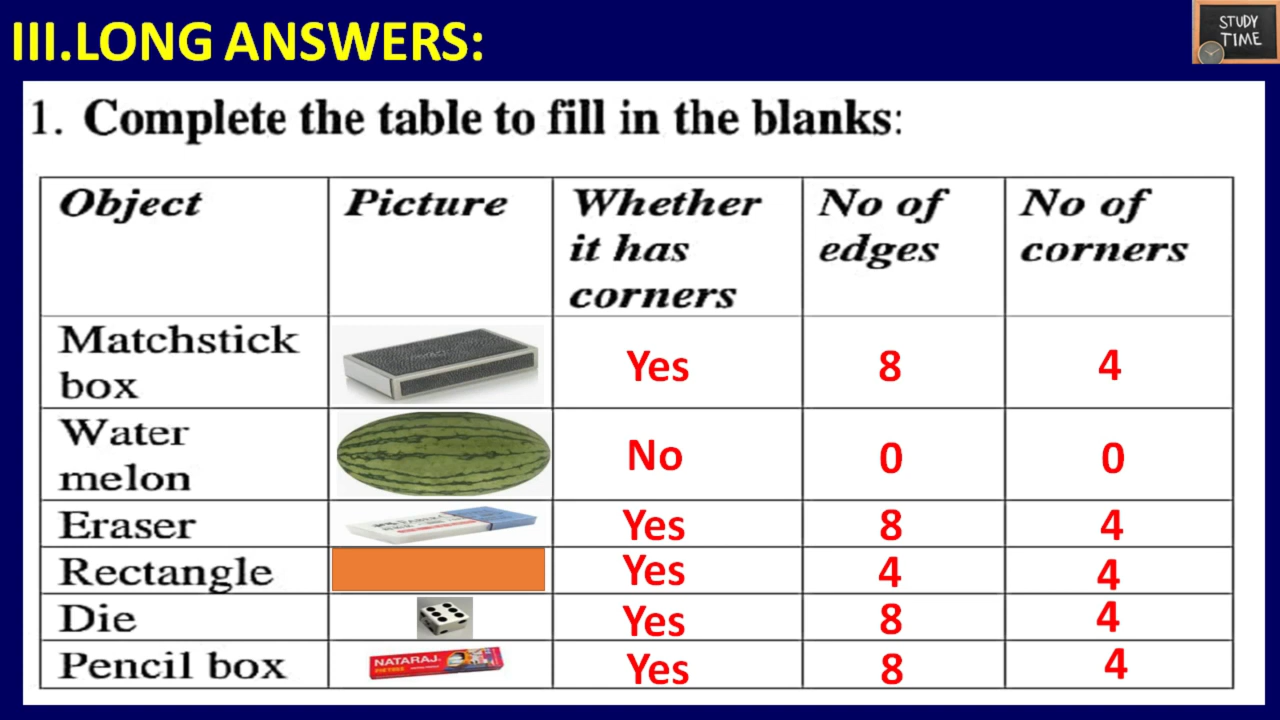 III.LONG ANSWERS:
STUDY
TIME
1. Complete the table to fill in the blanks:
Object Picture Whether it has corners No of edges No of corners
Matchstick box Yes 8 4
Water melon No 0 0
Eraser Yes 8 4
Rectangle Yes 4 4
Die Yes 8 4
Pencil box NATARAJ Yes 8 4